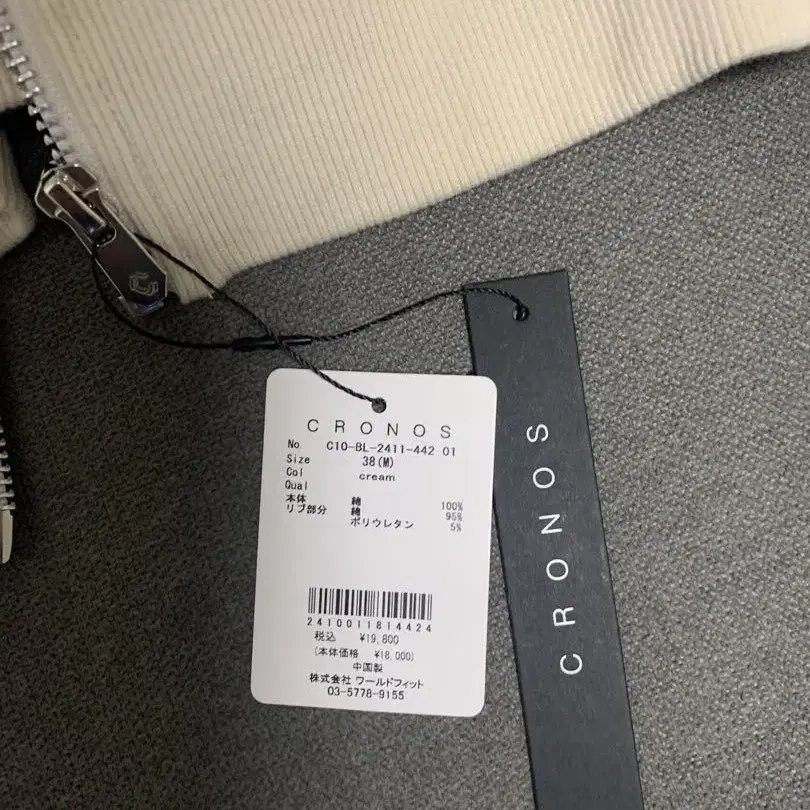 CRONOS
No. C10-BL-2411-442 01
Size 38(M)
Col cream
Qual
本体 綿 100%
リブ部分 綿 95%
ポリウレタン 5%
2410011814424
税込 ¥19,800
(本体価格 ¥18,000)
中国製
株式会社 ワールドフィット
03-5778-9155
CRONOS